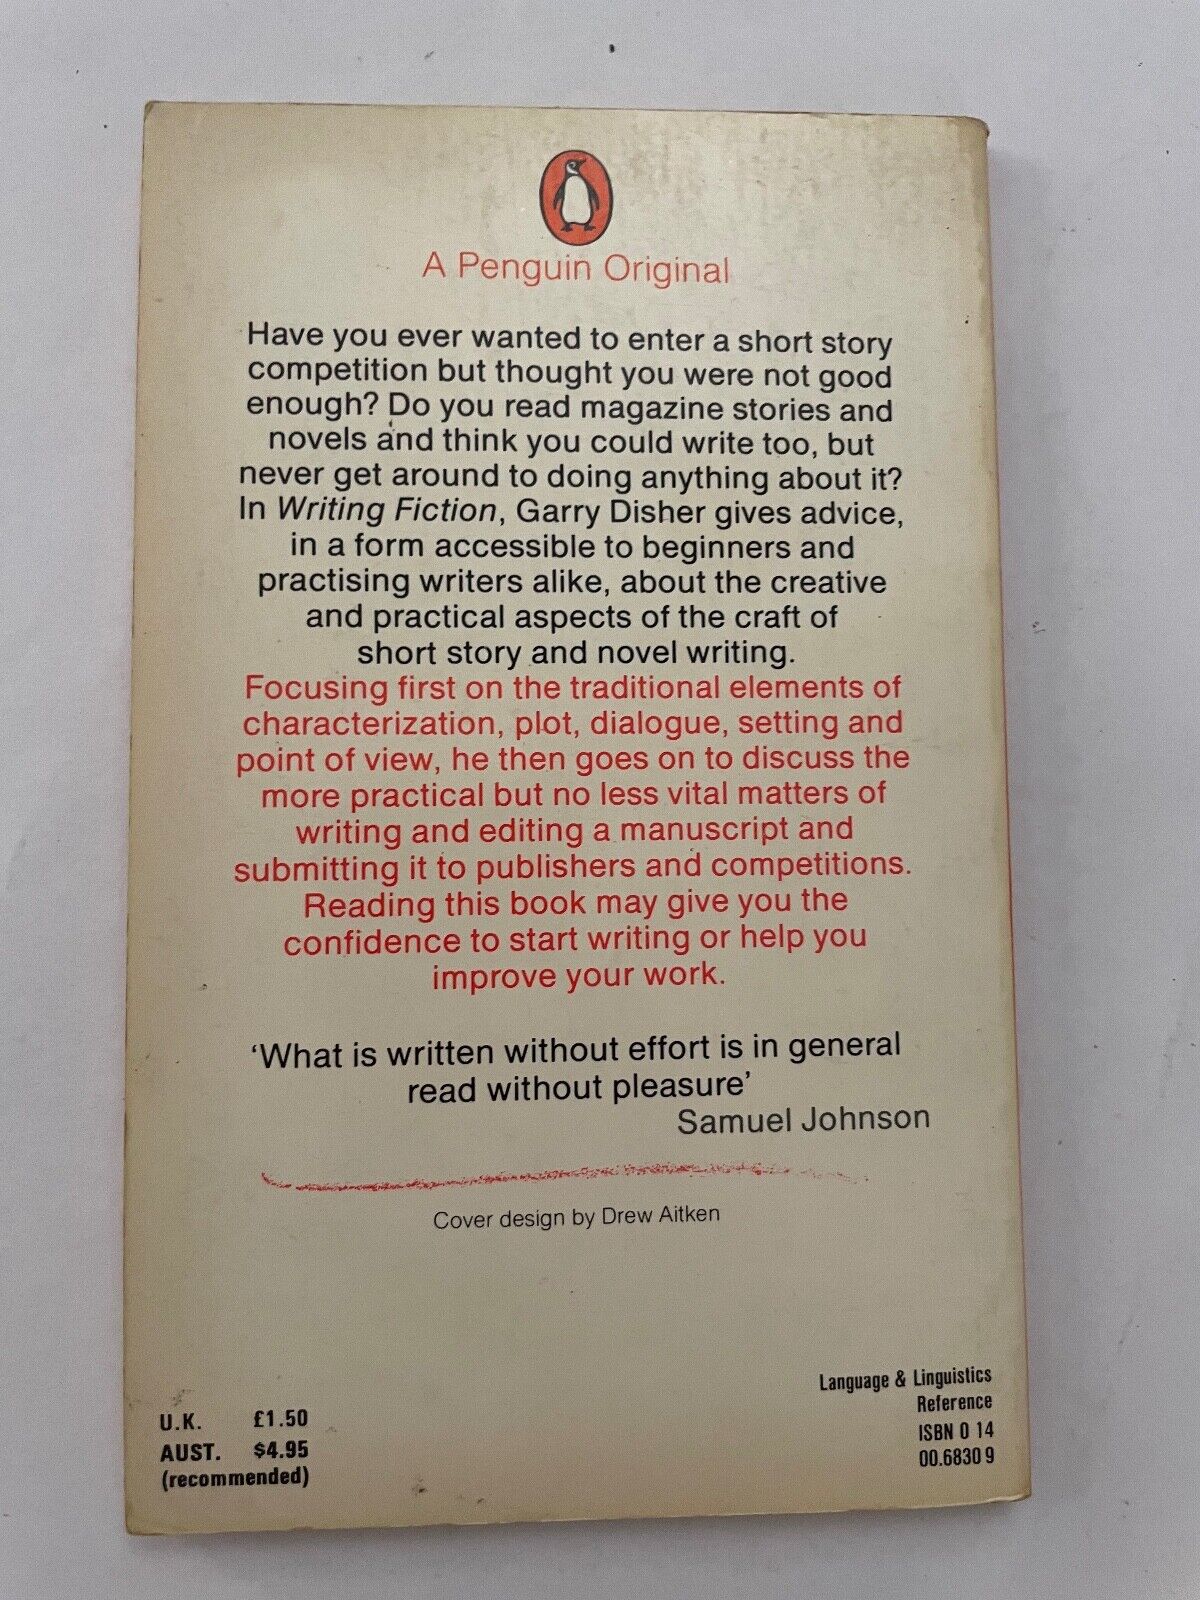 A Penguin Original
Have you ever wanted to enter a short story
competition but thought you were not good
enough? Do you read magazine stories and
novels and think you could write too, but
never get around to doing anything about it?
In Writing Fiction, Garry Disher gives advice,
in a form accessible to beginners and
practising writers alike, about the creative
and practical aspects of the craft of
short story and novel writing.
Focusing first on the traditional elements of
characterization, plot, dialogue, setting and
point of view, he then goes on to discuss the
more practical but no less vital matters of
writing and editing a manuscript and
submitting it to publishers and competitions.
Reading this book may give you the
confidence to start writing or help you
improve your work.
‘What is written without effort is in general
read without pleasure’
Samuel Johnson
Cover design by Drew Aitken
U.K. £1.50
AUST. $4.95
(recommended)
Language & Linguistics
Reference
ISBN 0 14
00.6830 9